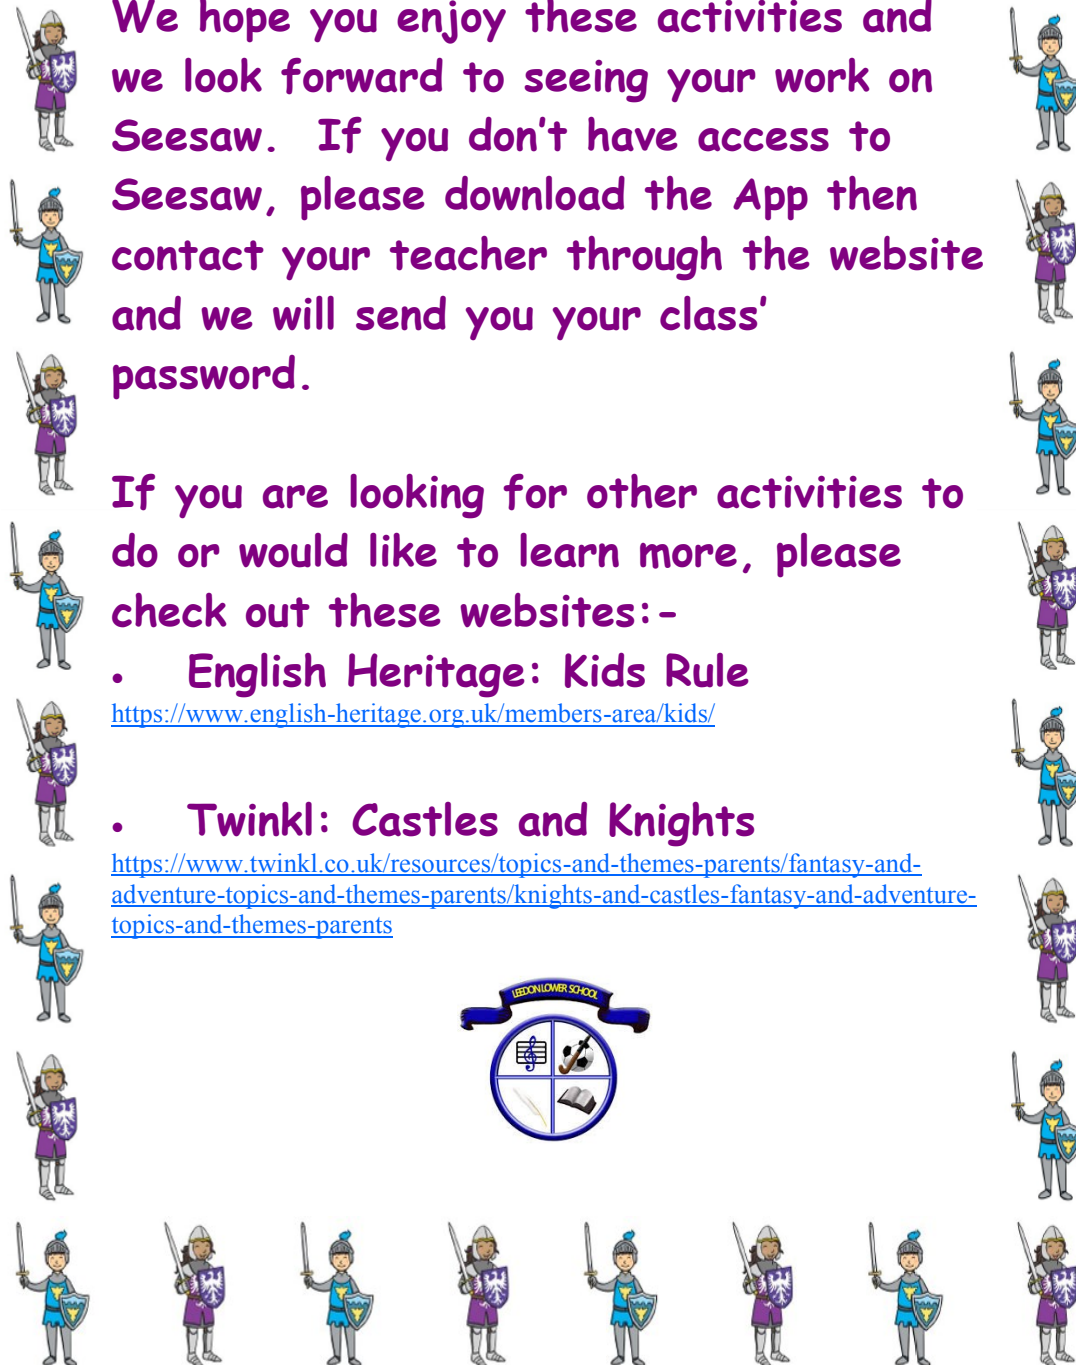 We hope you enjoy these activities and
we look forward to seeing your work on
Seesaw.  If you don't have access to
Seesaw, please download the App then
contact your teacher through the website
and we will send you your class'
password.
If you are looking for other activities to
do or would like to learn more, please
check out these websites:-
• English Heritage: Kids Rule
https://www.english-heritage.org.uk/members-area/kids/
• Twinkl: Castles and Knights
https://www.twinkl.co.uk/resources/topics-and-themes-parents/fantasy-and-
adventure-topics-and-themes-parents/knights-and-castles-fantasy-and-adventure-
topics-and-themes-parents
LEEDON LOWER SCHOOL